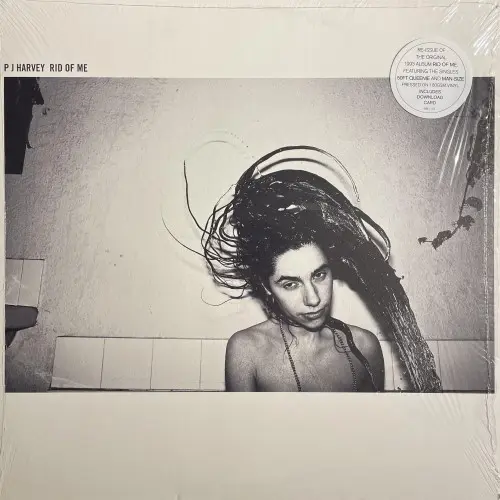 P J HARVEY RID OF ME
RE-ISSUE OF
THE ORIGINAL
1993 ALBUM RID OF ME
FEATURING THE SINGLES
50FT QUEENIE AND MAN-SIZE
PRESSED ON 180GSM VINYL
INCLUDES
DOWNLOAD
CARD